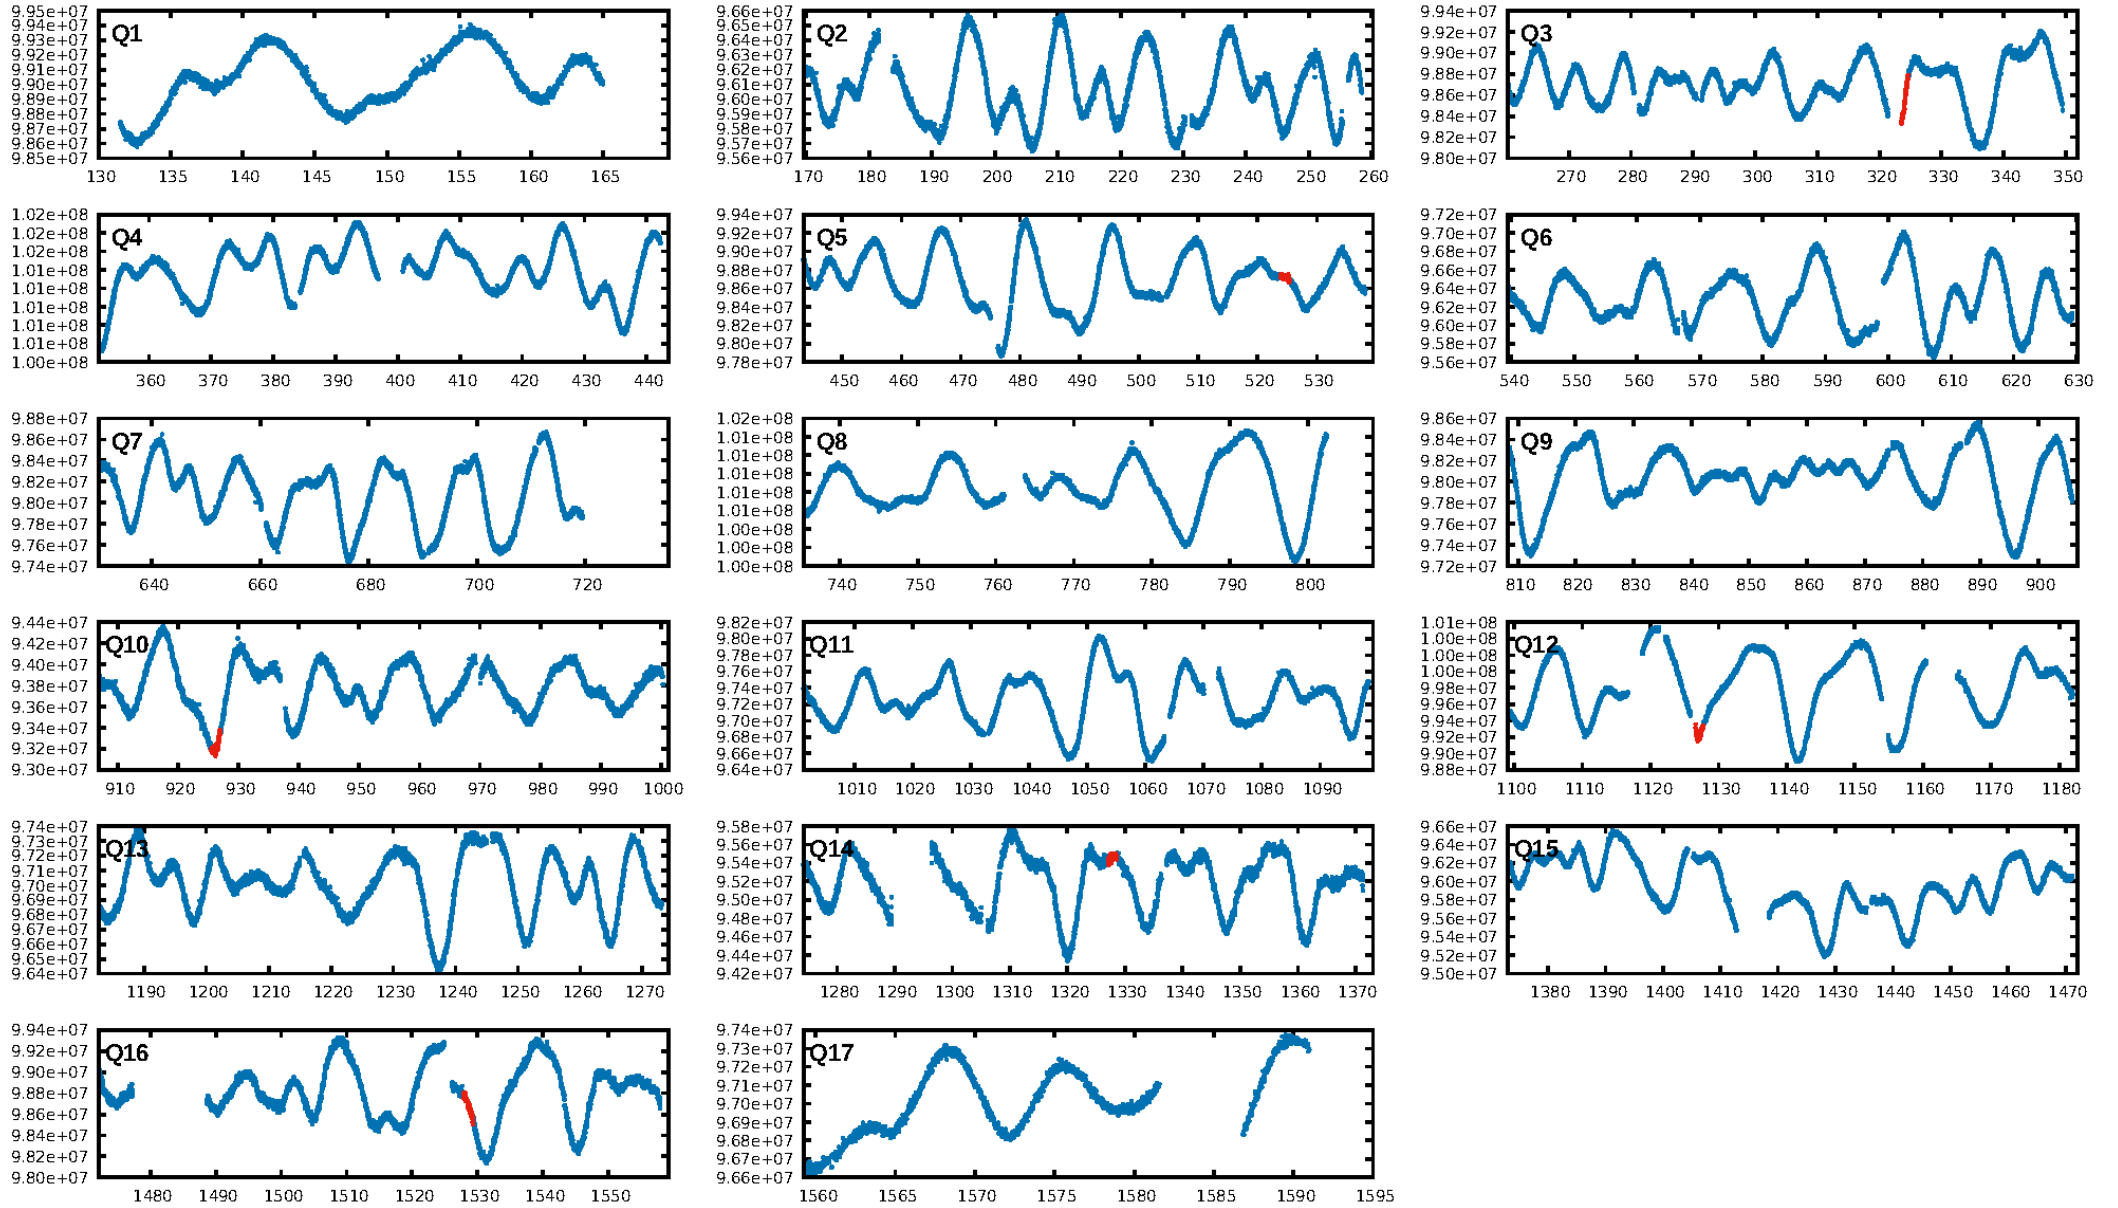 9.95e+07
9.94e+07
9.93e+07
9.92e+07
9.91e+07
9.90e+07
9.89e+07
9.88e+07
9.87e+07
9.86e+07
9.85e+07
Q1
130 135 140 145 150 155 160 165
9.66e+07
9.65e+07
9.64e+07
9.63e+07
9.62e+07
9.61e+07
9.60e+07
9.59e+07
9.58e+07
9.57e+07
9.56e+07
Q2
170 180 190 200 210 220 230 240 250 260
9.94e+07
9.92e+07
9.90e+07
9.88e+07
9.86e+07
9.84e+07
9.82e+07
9.80e+07
Q3
270 280 290 300 310 320 330 340 350
1.02e+08
1.02e+08
1.02e+08
1.01e+08
1.01e+08
1.01e+08
1.01e+08
1.01e+08
1.00e+08
Q4
360 370 380 390 400 410 420 430 440
9.94e+07
9.92e+07
9.90e+07
9.88e+07
9.86e+07
9.84e+07
9.82e+07
9.80e+07
9.78e+07
Q5
450 460 470 480 490 500 510 520 530
9.72e+07
9.70e+07
9.68e+07
9.66e+07
9.64e+07
9.62e+07
9.60e+07
9.58e+07
9.56e+07
Q6
540 550 560 570 580 590 600 610 620 630
9.88e+07
9.86e+07
9.84e+07
9.82e+07
9.80e+07
9.78e+07
9.76e+07
9.74e+07
Q7
640 660 680 700 720
1.02e+08
1.01e+08
1.01e+08
1.01e+08
1.01e+08
1.01e+08
1.00e+08
1.00e+08
1.00e+08
Q8
740 750 760 770 780 790 800
9.86e+07
9.84e+07
9.82e+07
9.80e+07
9.78e+07
9.76e+07
9.74e+07
9.72e+07
Q9
810 820 830 840 850 860 870 880 890 900
9.44e+07
9.42e+07
9.40e+07
9.38e+07
9.36e+07
9.34e+07
9.32e+07
9.30e+07
Q10
910 920 930 940 950 960 970 980 990 1000
9.82e+07
9.80e+07
9.78e+07
9.76e+07
9.74e+07
9.72e+07
9.70e+07
9.68e+07
9.66e+07
9.64e+07
Q11
1010 1020 1030 1040 1050 1060 1070 1080 1090
1.01e+08
1.00e+08
1.00e+08
1.00e+08
9.98e+07
9.96e+07
9.94e+07
9.92e+07
9.90e+07
9.88e+07
Q12
1100 1110 1120 1130 1140 1150 1160 1170 1180
9.74e+07
9.73e+07
9.72e+07
9.71e+07
9.70e+07
9.69e+07
9.68e+07
9.67e+07
9.66e+07
9.65e+07
9.64e+07
Q13
1190 1200 1210 1220 1230 1240 1250 1260 1270
9.58e+07
9.56e+07
9.54e+07
9.52e+07
9.50e+07
9.48e+07
9.46e+07
9.44e+07
9.42e+07
Q14
1280 1290 1300 1310 1320 1330 1340 1350 1360 1370
9.66e+07
9.64e+07
9.62e+07
9.60e+07
9.58e+07
9.56e+07
9.54e+07
9.52e+07
9.50e+07
Q15
1380 1390 1400 1410 1420 1430 1440 1450 1460 1470
9.94e+07
9.92e+07
9.90e+07
9.88e+07
9.86e+07
9.84e+07
9.82e+07
9.80e+07
Q16
1480 1490 1500 1510 1520 1530 1540 1550
9.74e+07
9.73e+07
9.72e+07
9.71e+07
9.70e+07
9.69e+07
9.68e+07
9.67e+07
9.66e+07
Q17
1560 1565 1570 1575 1580 1585 1590 1595